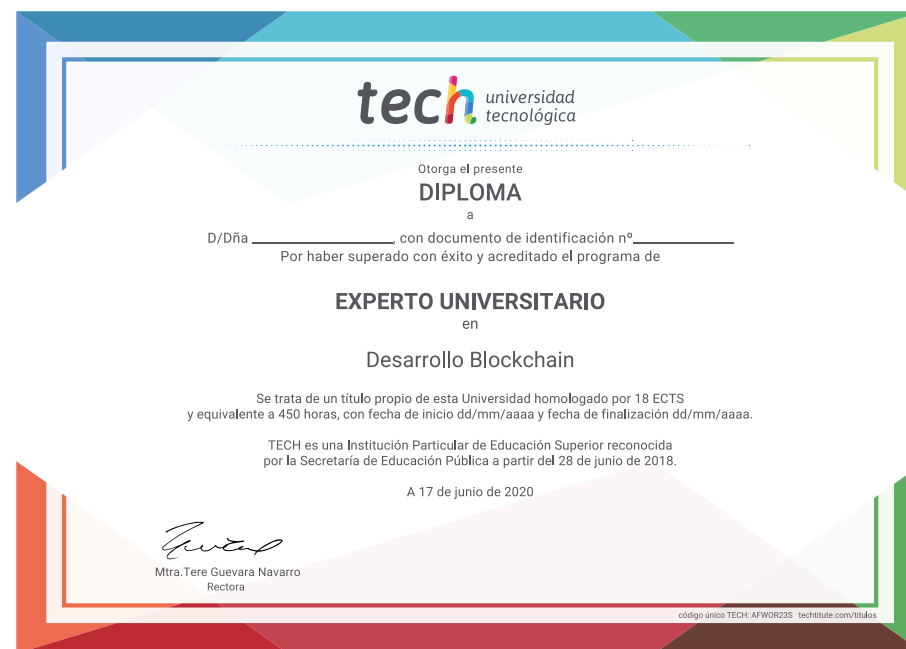 tech universidad
tecnológica
Otorga el presente
DIPLOMA
a
D/Dña ____________________, con documento de identificación nº______________
Por haber superado con éxito y acreditado el programa de
EXPERTO UNIVERSITARIO
en
Desarrollo Blockchain
Se trata de un título propio de esta Universidad homologado por 18 ECTS
y equivalente a 450 horas, con fecha de inicio dd/mm/aaaa y fecha de finalización dd/mm/aaaa.
TECH es una Institución Particular de Educación Superior reconocida
por la Secretaría de Educación Pública a partir del 28 de junio de 2018.
A 17 de junio de 2020
Mtra.Tere Guevara Navarro
Rectora
código único TECH: AFWOR23S techtitute.com/titulos